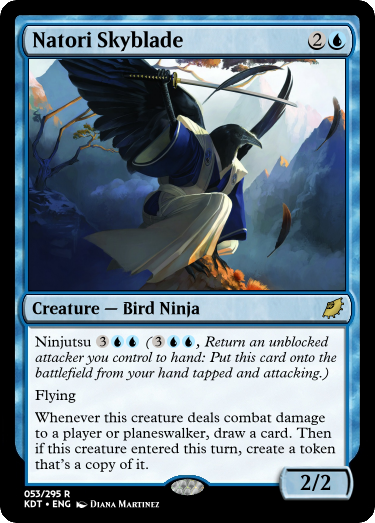 Natori Skyblade 2
Creature — Bird Ninja
Ninjutsu 3 (3, Return an unblocked
attacker you control to hand: Put this card onto the
battlefield from your hand tapped and attacking.)
Flying
Whenever this creature deals combat damage
to a player or planeswalker, draw a card. Then
if this creature entered this turn, create a token
that's a copy of it.
2/2
053/295 R
KDT • ENG Diana Martinez